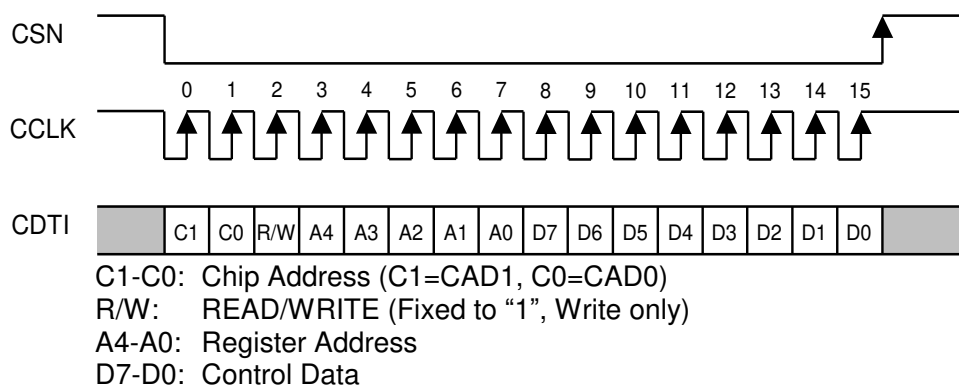 CSN
0 1 2 3 4 5 6 7 8 9 10 11 12 13 14 15
CCLK
CDTI
C1 C0 R/W A4 A3 A2 A1 A0 D7 D6 D5 D4 D3 D2 D1 D0
C1-C0: Chip Address (C1=CAD1, C0=CAD0)
R/W: READ/WRITE (Fixed to “1”, Write only)
A4-A0: Register Address
D7-D0: Control Data